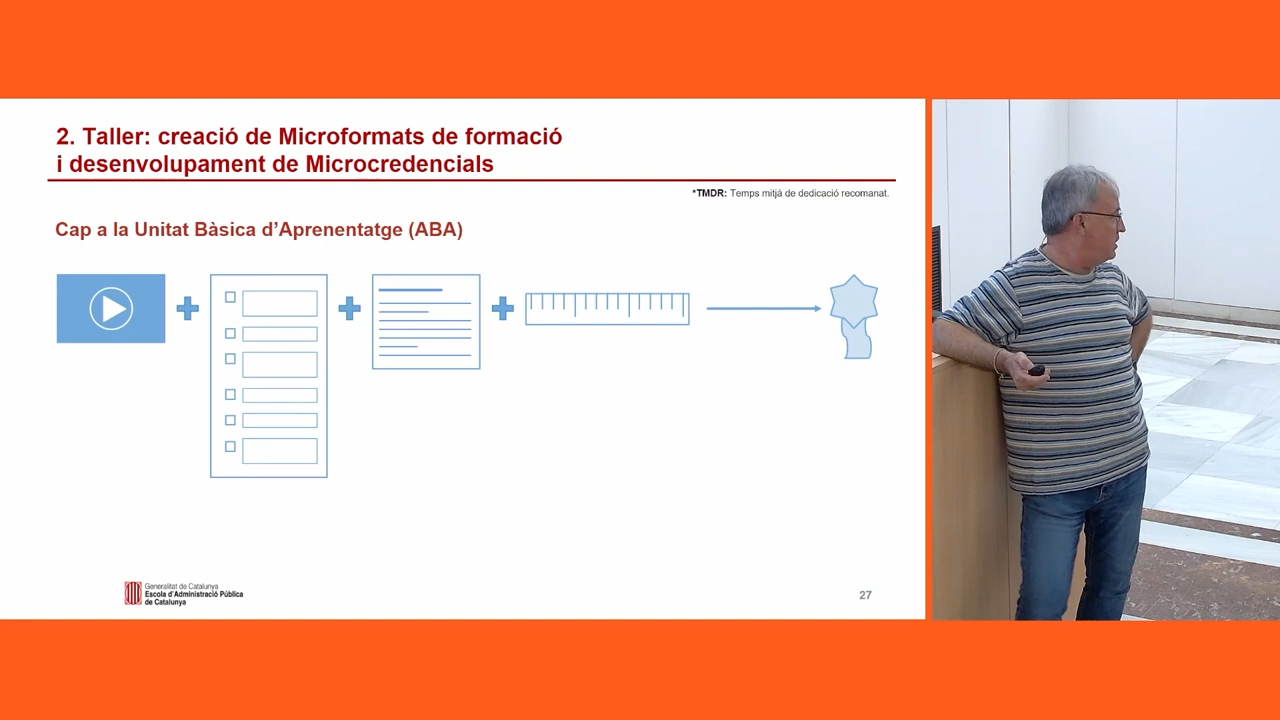 2. Taller: creació de Microformats de formació
i desenvolupament de Microcredencials
*TMDR: Temps mitjà de dedicació recomanat.
Cap a la Unitat Bàsica d’Aprenentatge (ABA)
Generalitat de Catalunya
Escola d’Administració Pública
de Catalunya
27